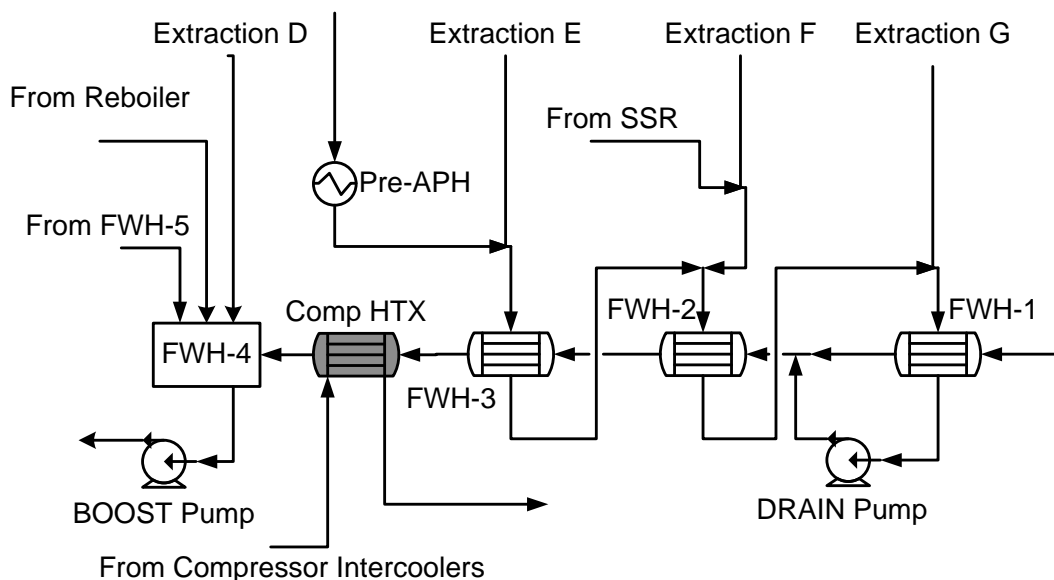 Extraction D
Extraction E
Extraction F
Extraction G
From Reboiler
From SSR
Pre-APH
From FWH-5
Comp HTX
FWH-2
FWH-1
FWH-4
FWH-3
BOOST Pump
DRAIN Pump
From Compressor Intercoolers